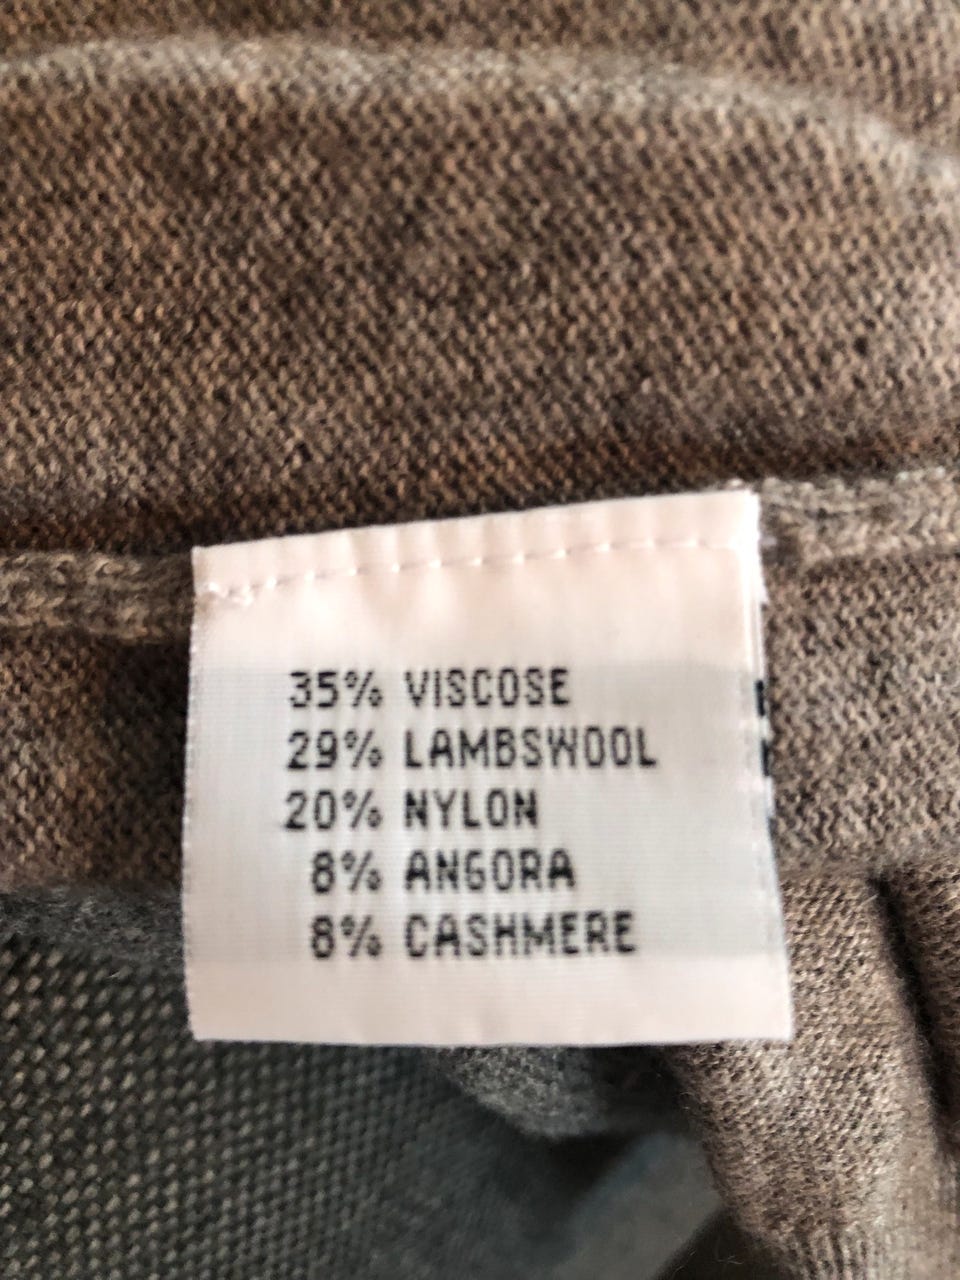 35% VISCOSE
29% LAMBSWOOL
20% NYLON
8% ANGORA
8% CASHMERE